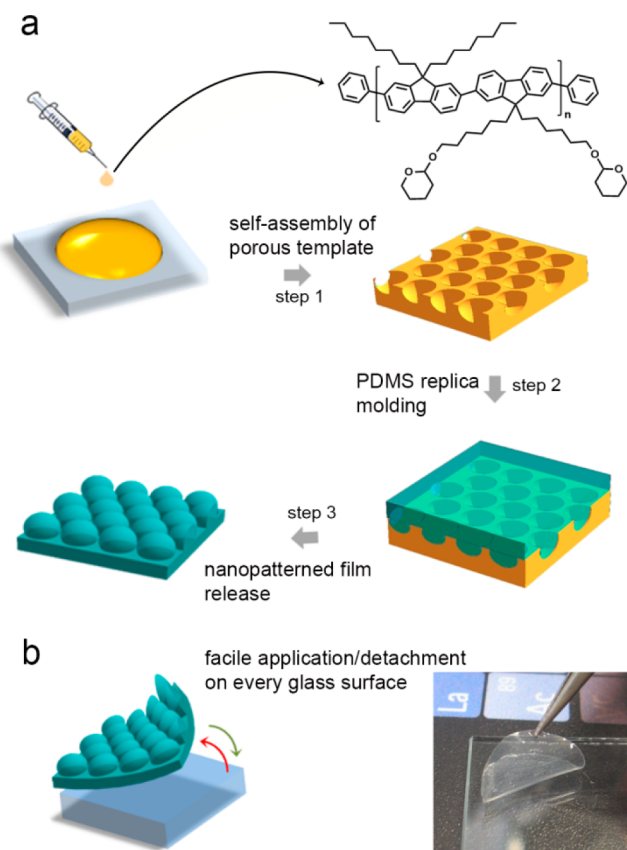 a
n
O
O
O
O
self-assembly of
porous template
step 1
PDMS replica
molding
step 2
step 3
nanopatterned film
release
b
facile application/detachment
on every glass surface
La
89
Ac